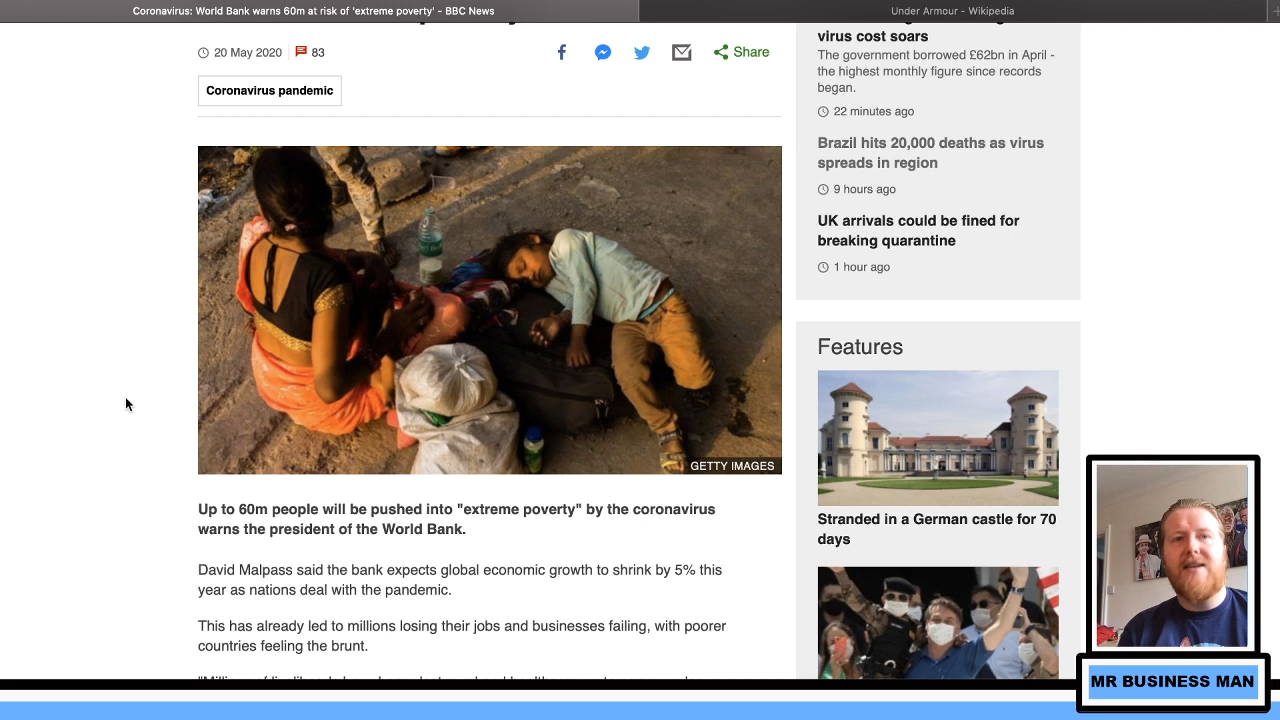 Coronavirus: World Bank warns 60m at risk of 'extreme poverty' - BBC News
Under Armour - Wikipedia
20 May 2020
83
Share
Coronavirus pandemic
GETTY IMAGES
Up to 60m people will be pushed into "extreme poverty" by the coronavirus
warns the president of the World Bank.
David Malpass said the bank expects global economic growth to shrink by 5% this
year as nations deal with the pandemic.
This has already led to millions losing their jobs and businesses failing, with poorer
countries feeling the brunt.
virus cost soars
The government borrowed £62bn in April -
the highest monthly figure since records
began.
22 minutes ago
Brazil hits 20,000 deaths as virus
spreads in region
9 hours ago
UK arrivals could be fined for
breaking quarantine
1 hour ago
Features
Stranded in a German castle for 70
days
MR BUSINESS MAN